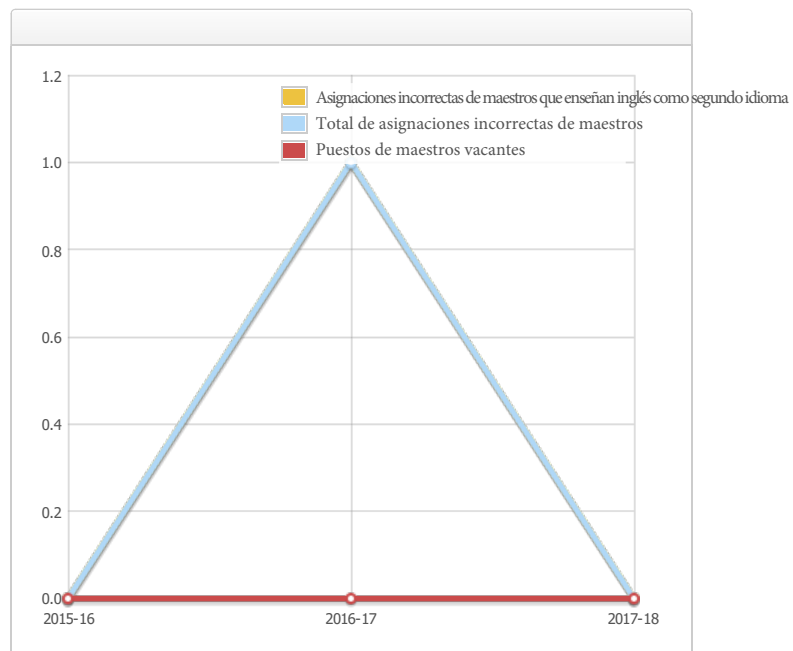 1.2
Asignaciones incorrectas de maestros que enseñan inglés como segundo idioma
Total de asignaciones incorrectas de maestros
Puestos de maestros vacantes
1.0
0.8
0.6
0.4
0.2
0.0
2015-16 2016-17 2017-18